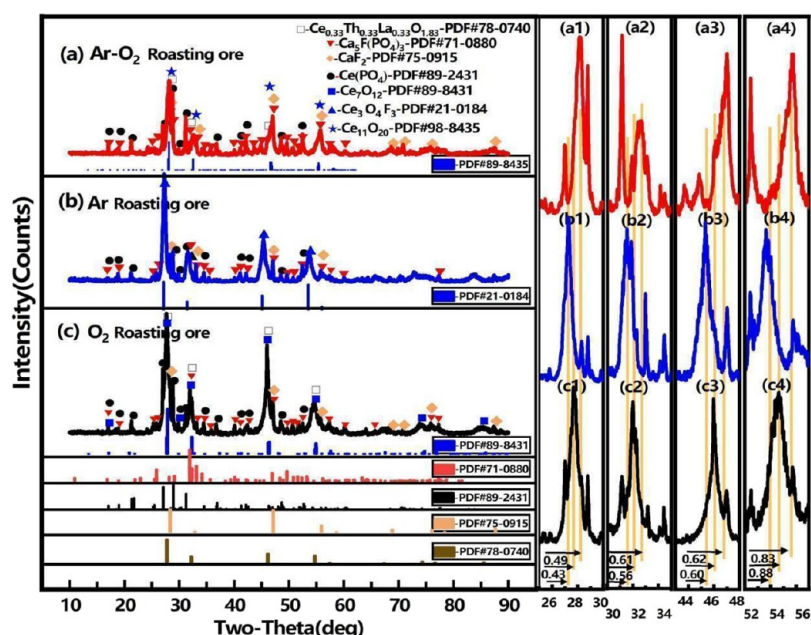 Intensity(Counts)
(a) Ar-O₂ Roasting ore
Ce₀.₃₃Th₀.₃₃La₀.₃₃O₁.₈₃-PDF#78-0740
Ca₅F(PO₄)₃-PDF#71-0880
CaF₂-PDF#75-0915
Ce(PO₄)-PDF#89-2431
Ce₇O₁₂-PDF#89-8431
Ce₃O₄F₃-PDF#21-0184
Ce₁₁O₂₀-PDF#98-8435
-PDF#89-8435
(b) Ar Roasting ore
-PDF#21-0184
(c) O₂ Roasting ore
-PDF#89-8431
-PDF#71-0880
-PDF#89-2431
-PDF#75-0915
-PDF#78-0740
10 20 30 40 50 60 70 80 90
Two-Theta(deg)
(a1) (a2) (a3) (a4)
(b1) (b2) (b3) (b4)
(c1) (c2) (c3) (c4)
0.49 0.61 0.62 0.83
0.43 0.56 0.60 0.88
26 28 30 30 32 34 44 46 48 52 54 56
Two-Theta(deg)